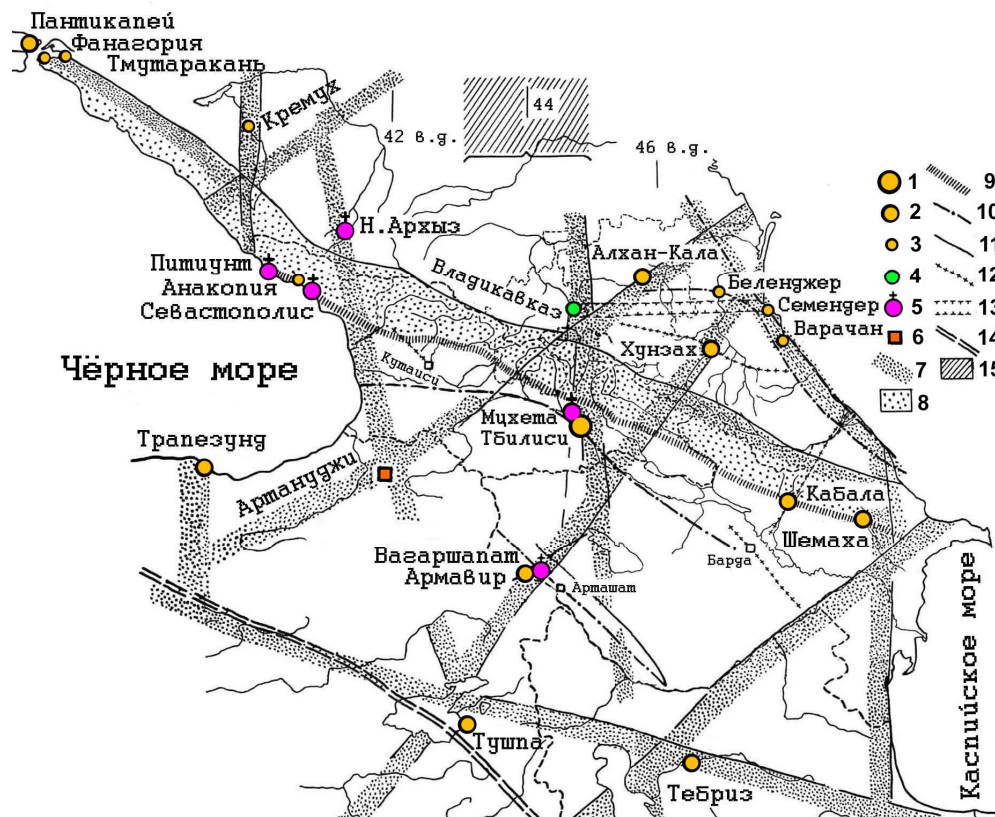 Пантикапей
Фанагория
Тмутаракань
Кремух
42 в.д.
44
46 в.д.
Н.Архыз
Питиунт
Анакопия
Севастополис
Владикавказ
Алхан-Кала
Беленджер
Семендер
Варачан
Хунзах
Чёрное море
Кутаиси
Мцхета
Тбилиси
Трапезунд
Артануджи
Кабала
Шемаха
Барда
Вагаршапат
Армавир
Арташат
Тушпа
Тебриз
Каспийское море
1
2
3
4
5
6
7
8
9
10
11
12
13
14
15